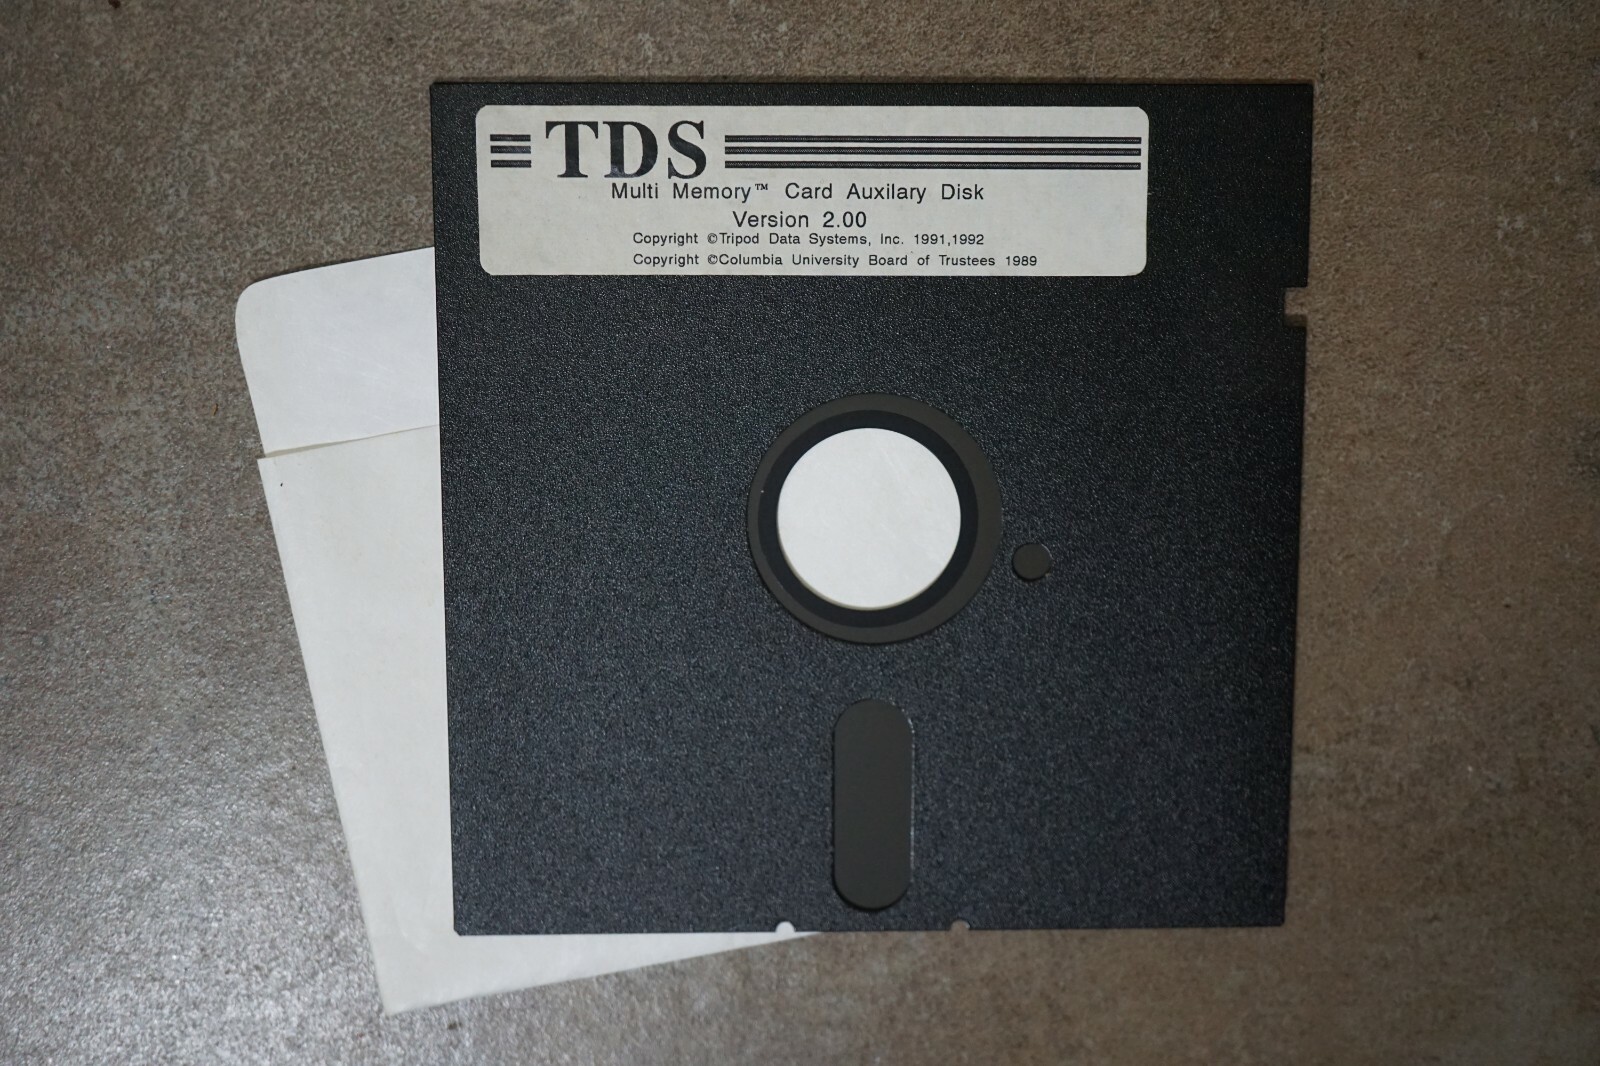 TDS
Multi Memory™ Card Auxilary Disk
Version 2.00
Copyright ©Tripod Data Systems, Inc. 1991,1992
Copyright ©Columbia University Board of Trustees 1989